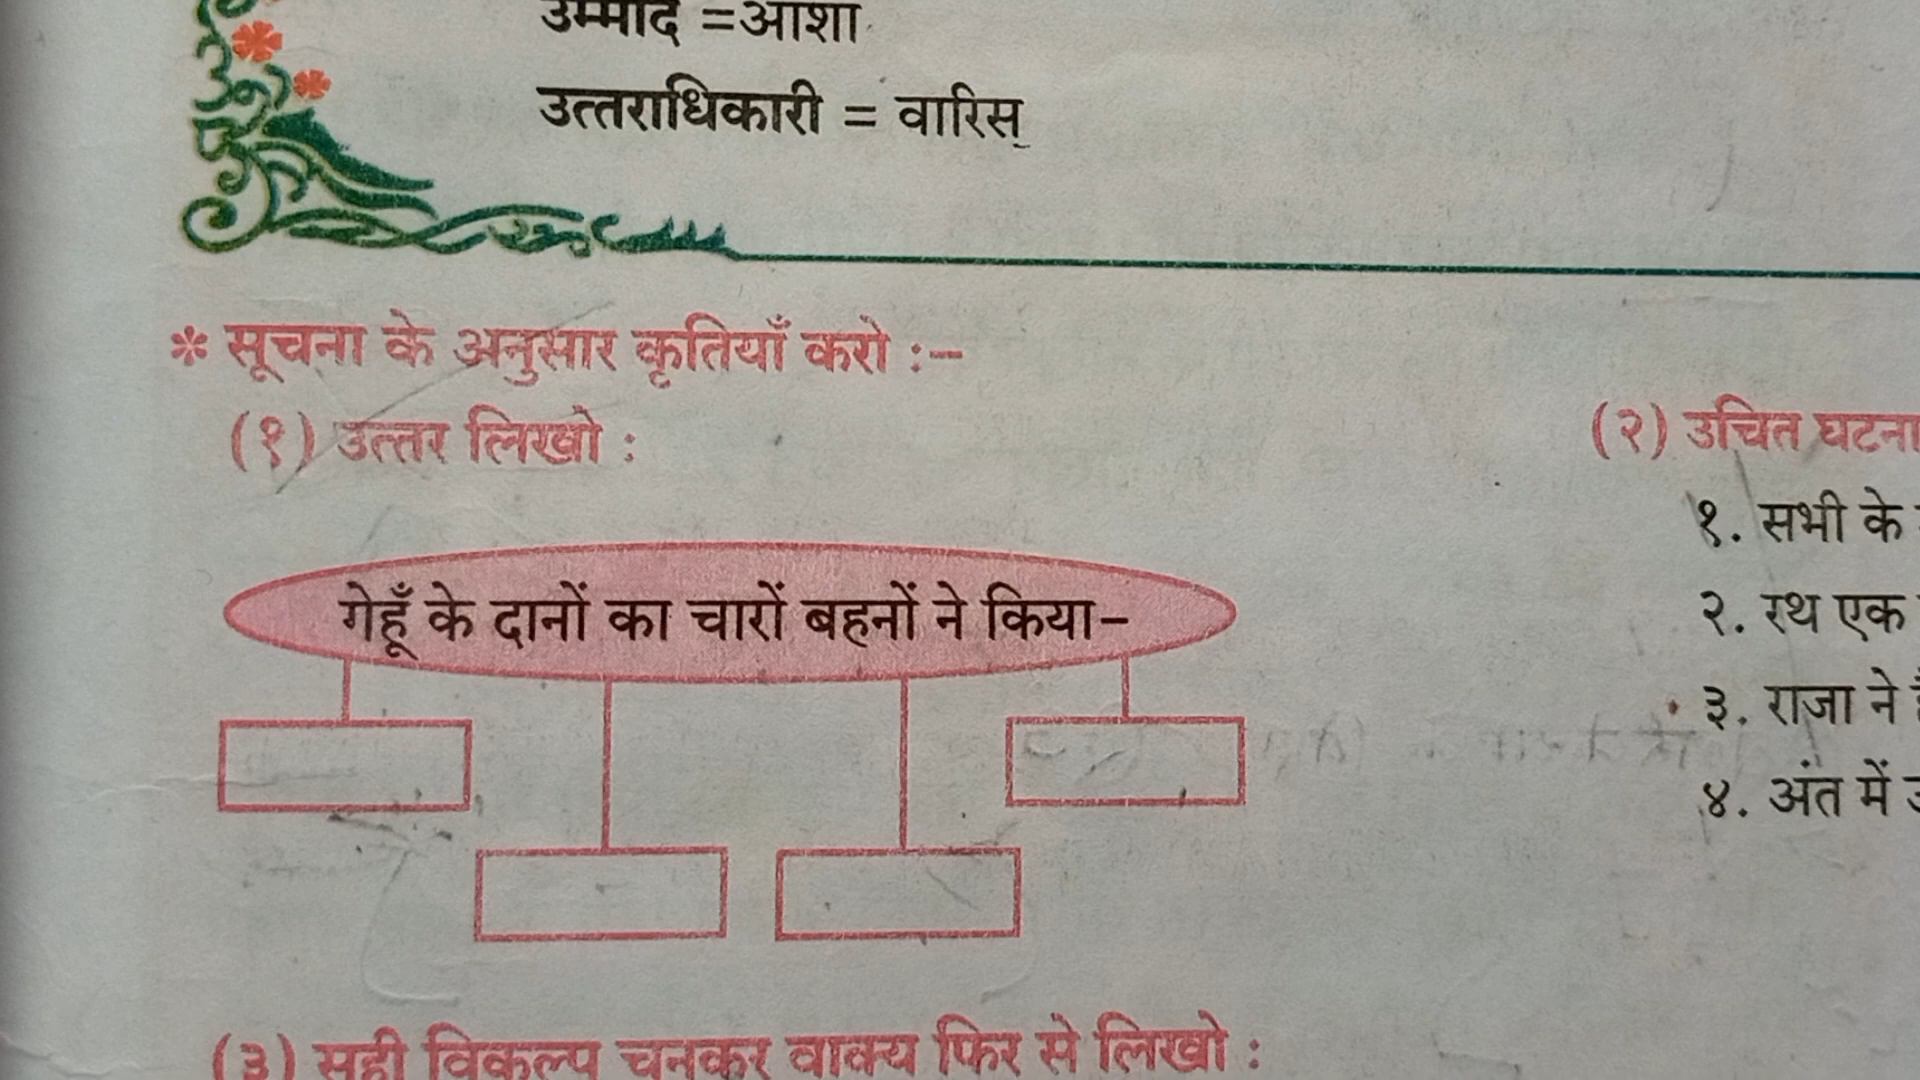 उम्मीद =आशा
उत्तराधिकारी = वारिस
* सूचना के अनुसार कृतियाँ करो :–
(१) उत्तर लिखो :
गेहूँ के दानों का चारों बहनों ने किया–
(२) उचित घटना
१. सभी के
२. रथ एक
३. राजा ने
४. अंत में
(३) सही विकल्प चुनकर वाक्य फिर से लिखो :